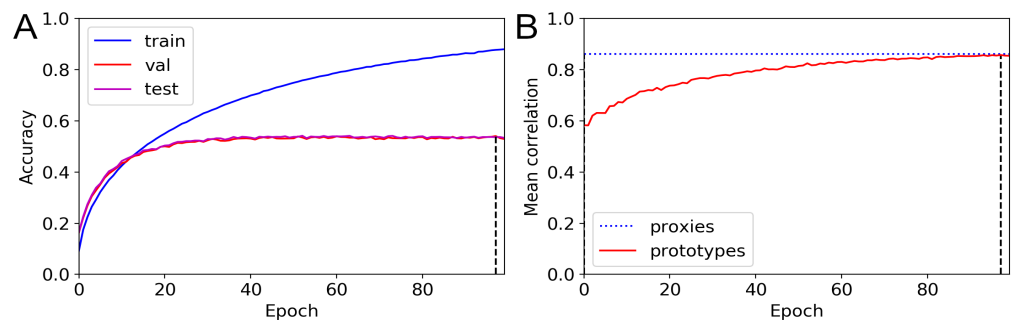 A
1.0
0.8
0.6
0.4
0.2
0.0
Accuracy
train
val
test
0 20 40 60 80
Epoch
B
1.0
0.8
0.6
0.4
0.2
0.0
Mean correlation
proxies
prototypes
0 20 40 60 80
Epoch